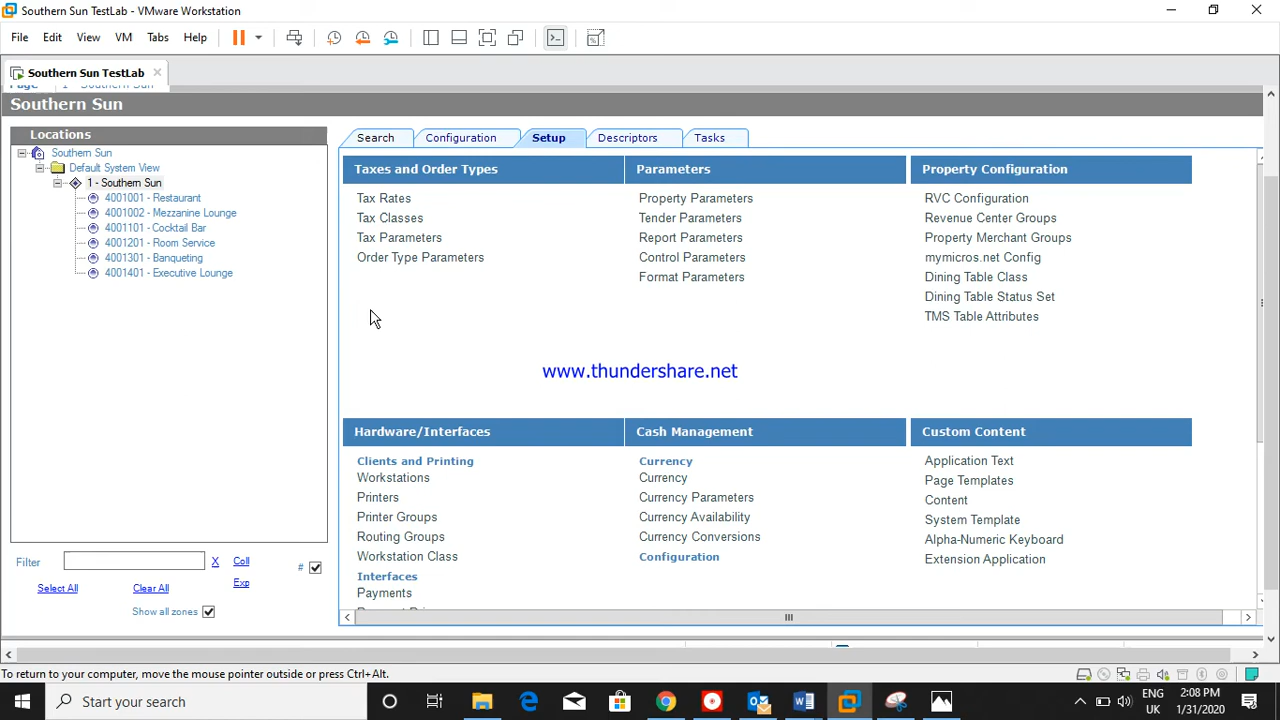 Southern Sun TestLab - VMware Workstation
File Edit View VM Tabs Help
Southern Sun TestLab
Page 1 - Southern Sun
Southern Sun
Locations
Southern Sun
Default System View
1 - Southern Sun
4001001 - Restaurant
4001002 - Mezzanine Lounge
4001101 - Cocktail Bar
4001201 - Room Service
4001301 - Banqueting
4001401 - Executive Lounge
Filter X Coll # 
Select All Clear All Exp
Show all zones
Search Configuration Setup Descriptors Tasks
Taxes and Order Types
Tax Rates
Tax Classes
Tax Parameters
Order Type Parameters
Parameters
Property Parameters
Tender Parameters
Report Parameters
Control Parameters
Format Parameters
Property Configuration
RVC Configuration
Revenue Center Groups
Property Merchant Groups
mymicros.net Config
Dining Table Class
Dining Table Status Set
TMS Table Attributes
www.thundershare.net
Hardware/Interfaces
Clients and Printing
Workstations
Printers
Printer Groups
Routing Groups
Workstation Class
Interfaces
Payments
Cash Management
Currency
Currency
Currency Parameters
Currency Availability
Currency Conversions
Configuration
Custom Content
Application Text
Page Templates
Content
System Template
Alpha-Numeric Keyboard
Extension Application
To return to your computer, move the mouse pointer outside or press Ctrl+Alt.
Start your search
ENG 2:08 PM
UK 1/31/2020